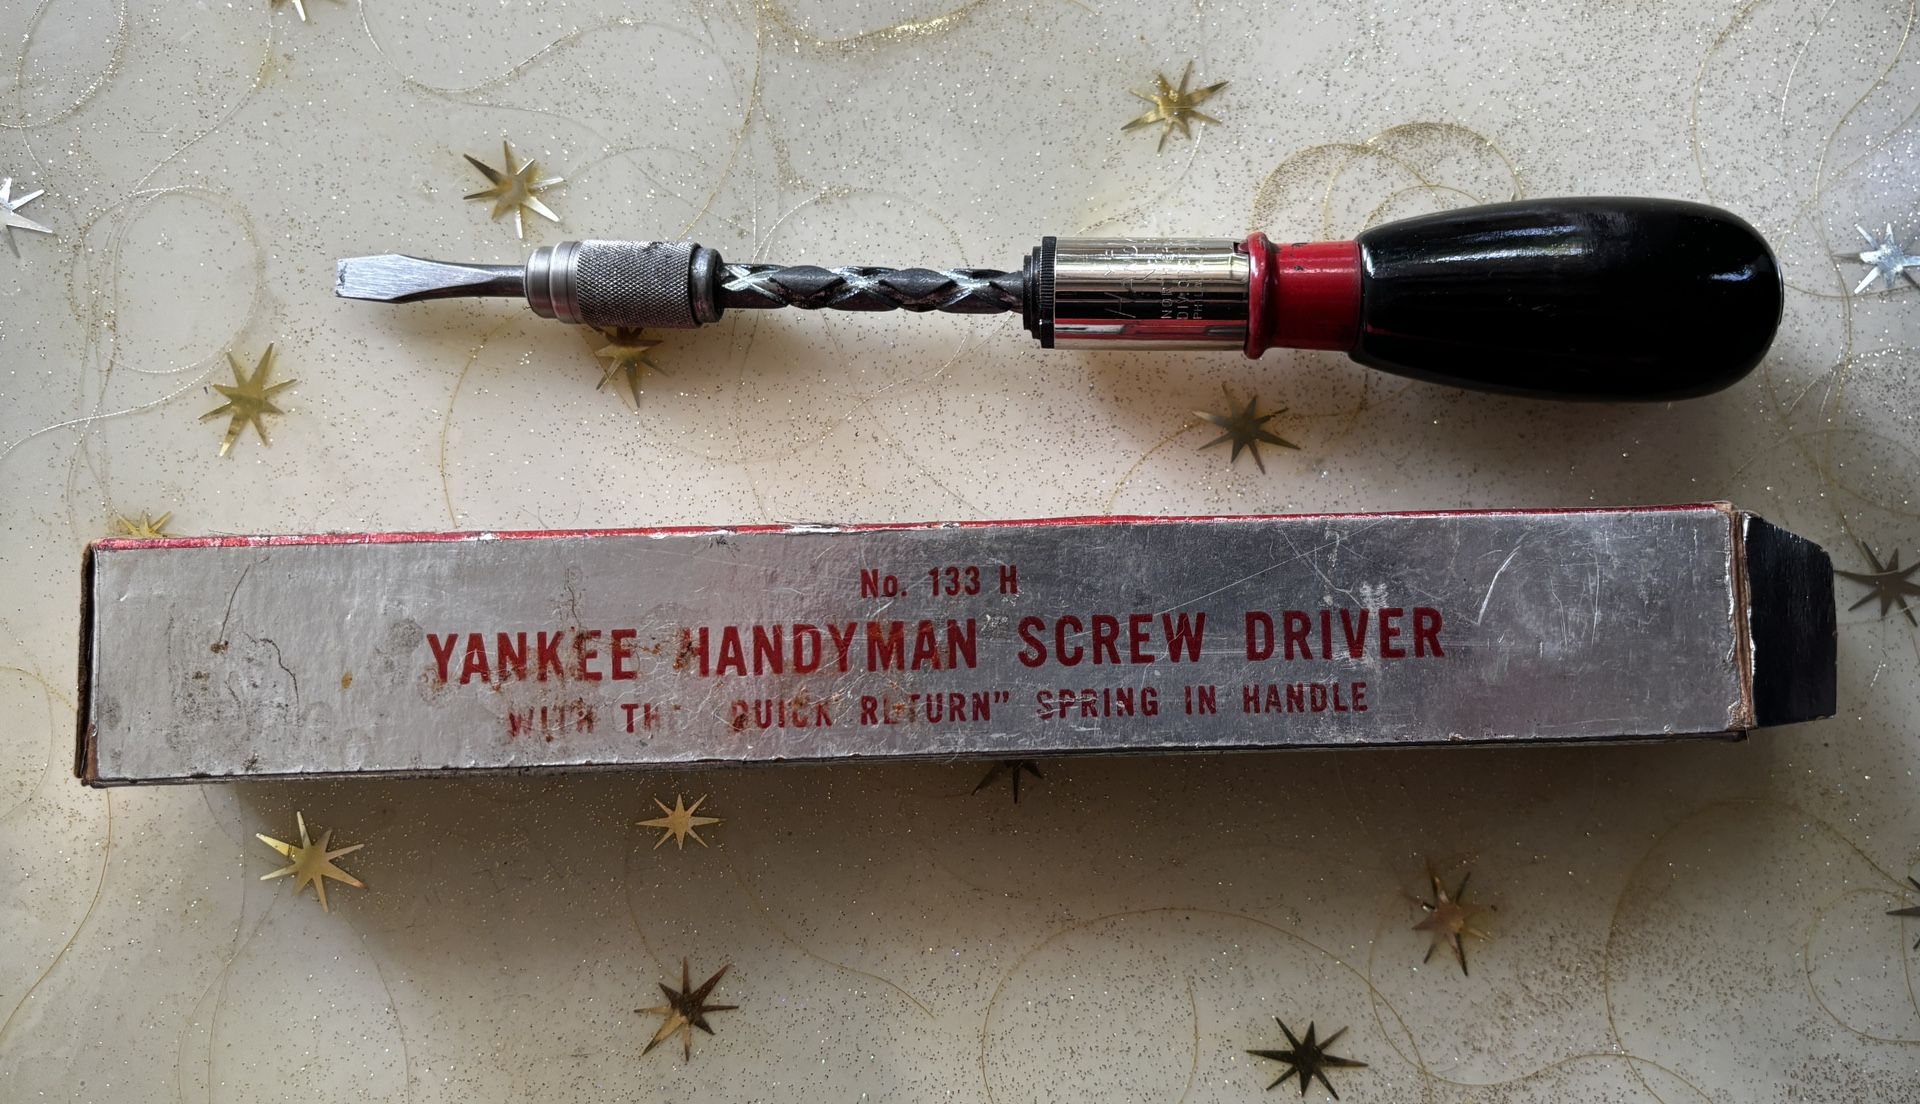 No. 133 H
YANKEE HANDYMAN SCREW DRIVER
WITH THE "QUICK RETURN" SPRING IN HANDLE